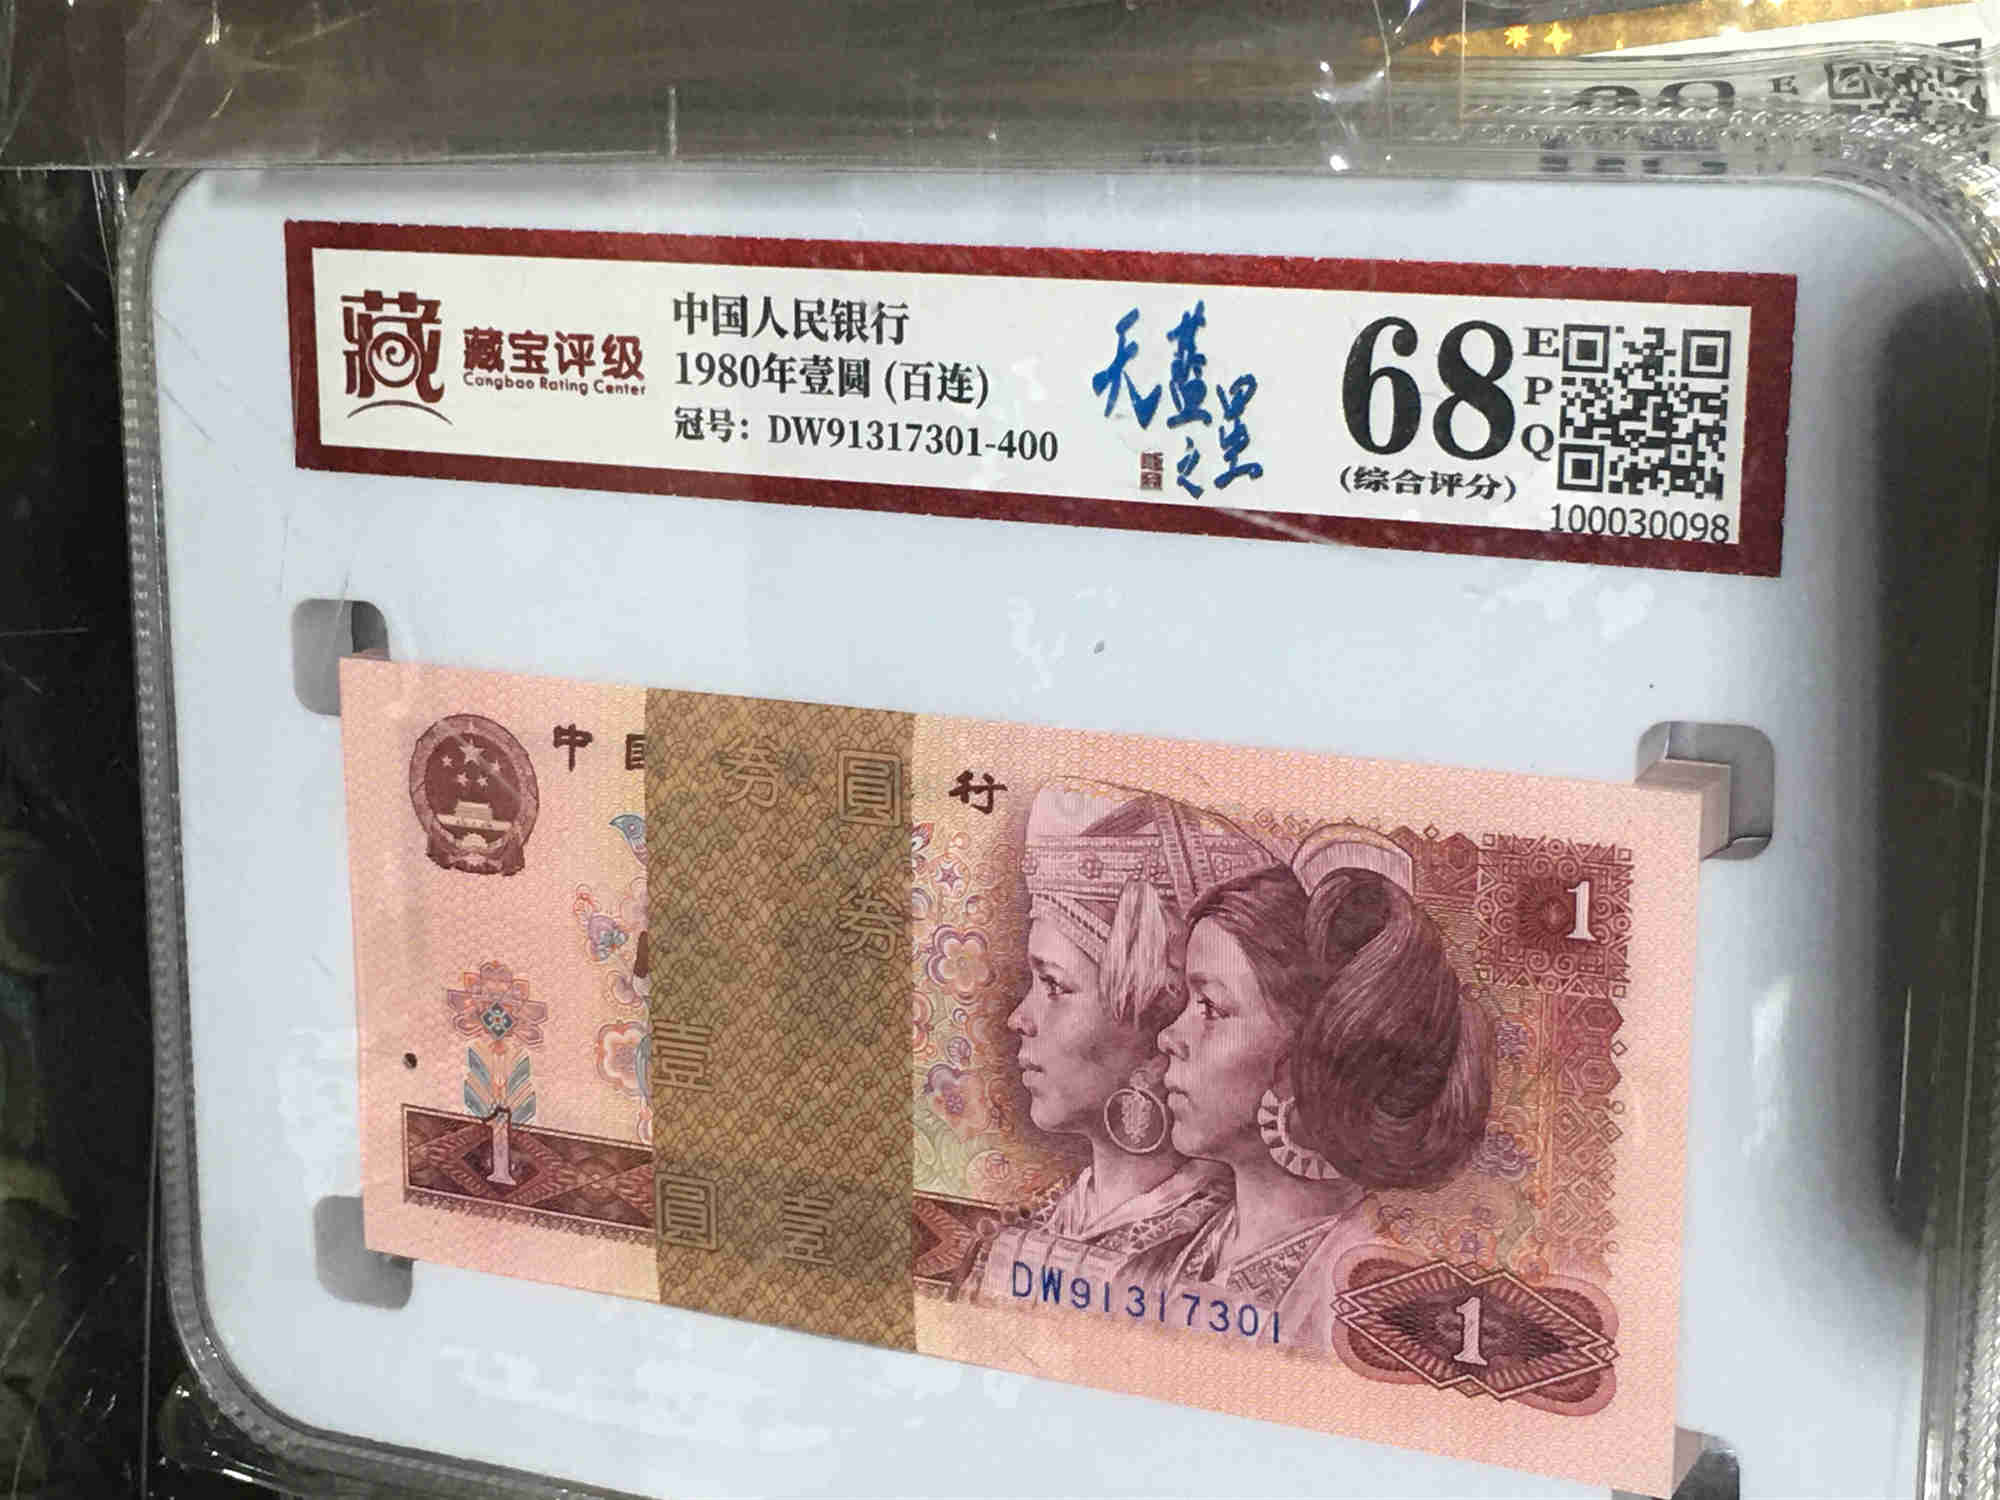 藏
藏宝评级
Cangbao Rating Center
中国人民银行
1980年壹圆 (百连)
冠号：DW91317301-400
天蓝之星
68
EPQ
(综合评分)
100030098
E
中国
行
券 圆
券
壹
圆 壹
1
1
DW91317301
1